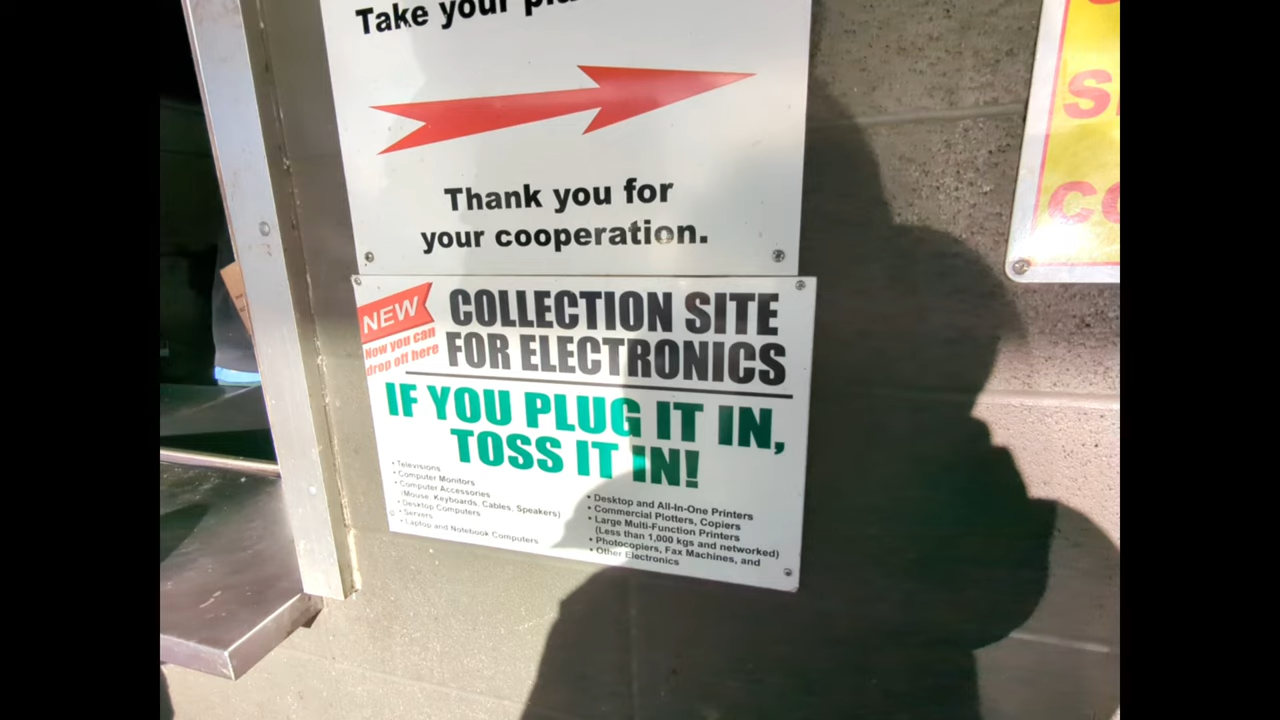 Take your
Thank you for
your cooperation.
NEW
Now you can
drop off here
COLLECTION SITE
FOR ELECTRONICS
IF YOU PLUG IT IN,
TOSS IT IN!
• Televisions
• Computer Monitors
• Computer Accessories
(Mouse, Keyboards, Cables, Speakers)
• Desktop Computers
• Servers
• Laptop and Notebook Computers
• Desktop and All-In-One Printers
• Commercial Plotters, Copiers
• Large Multi-Function Printers
(Less than 1,000 kgs and networked)
• Photocopiers, Fax Machines, and
• Other Electronics